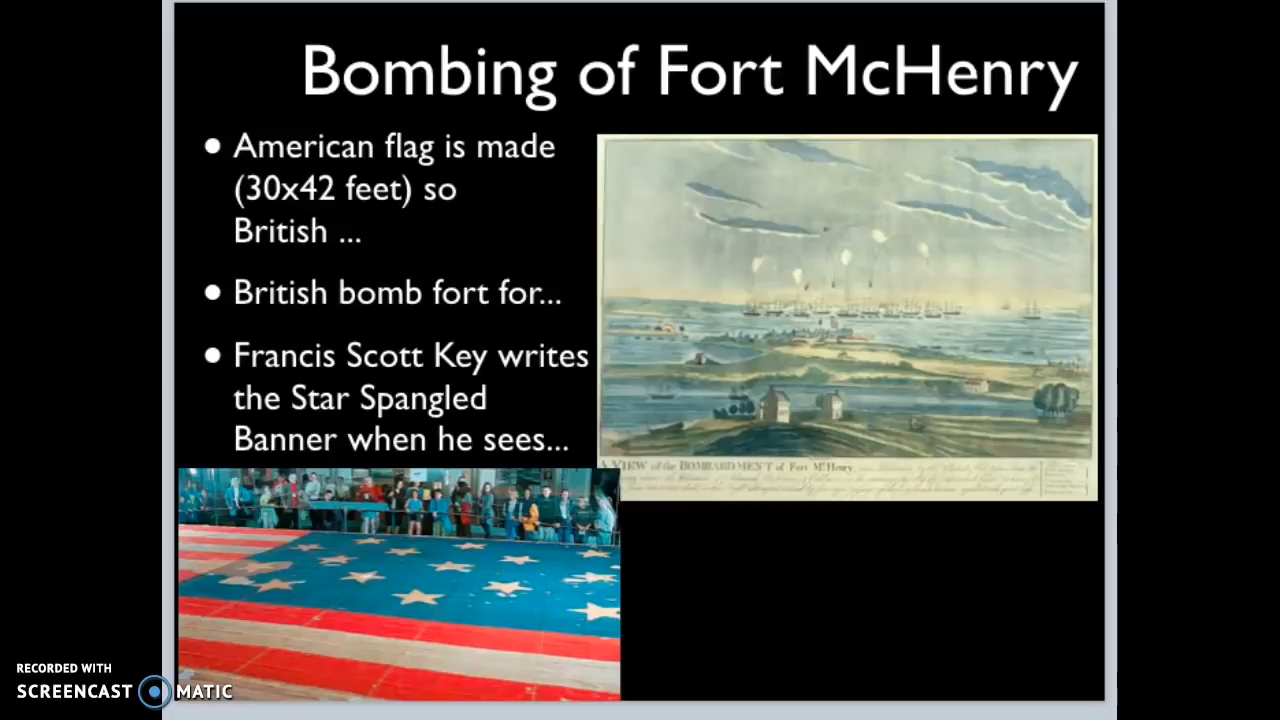 Bombing of Fort McHenry
• American flag is made
(30x42 feet) so
British ...
• British bomb fort for...
• Francis Scott Key writes
the Star Spangled
Banner when he sees...
A VIEW of the BOMBARDMENT of Fort McHenry
RECORDED WITH
SCREENCAST MATIC